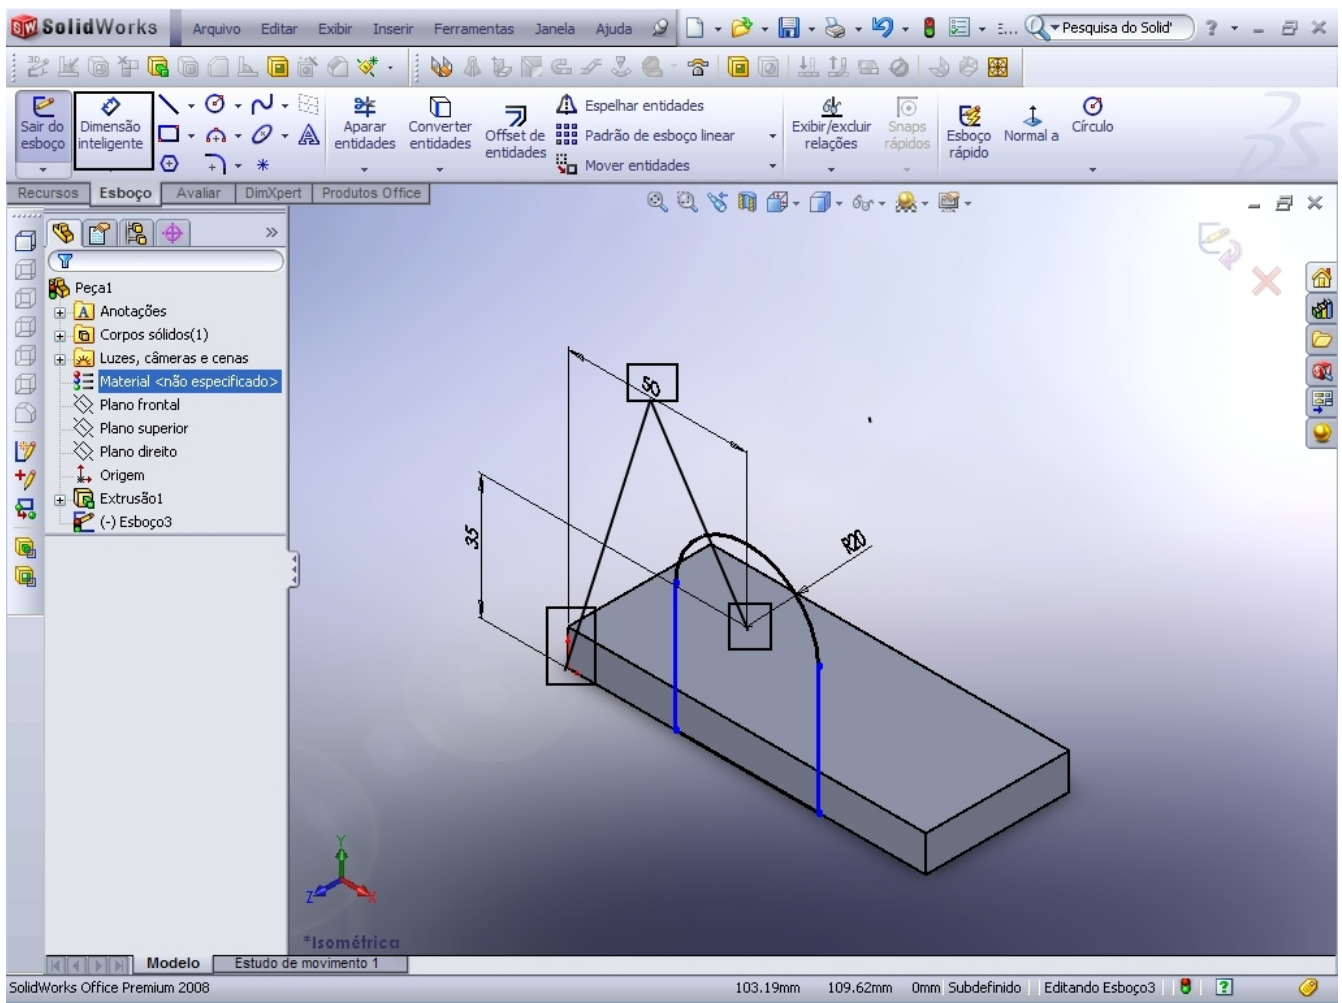 SolidWorks Arquivo Editar Exibir Inserir Ferramentas Janela Ajuda Pesquisa do Solid'
Sair do esboço
Dimensão inteligente
Aparar entidades
Converter entidades
Offset de entidades
Espelhar entidades
Padrão de esboço linear
Mover entidades
Exibir/excluir relações
Snaps rápidos
Esboço rápido
Normal a
Círculo
Recursos Esboço Avaliar DimXpert Produtos Office
Peça1
Anotações
Corpos sólidos(1)
Luzes, câmeras e cenas
Material <não especificado>
Plano frontal
Plano superior
Plano direito
Origem
Extrusão1
(-) Esboço3
50
35
R20
Y
Z
X
*Isométrica
Modelo Estudo de movimento 1
SolidWorks Office Premium 2008 103.19mm 109.62mm 0mm Subdefinido Editando Esboço3